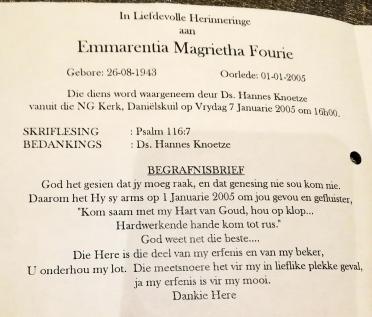 In Liefdevolle Herinneringe
aan
Emmarentia Magrietha Fourie
Gebore: 26-08-1943 Oorlede: 01-01-2005
Die diens word waargeneem deur Ds. Hannes Knoetze
vanuit die NG Kerk, Daniëlskuil op Vrydag 7 Januarie 2005 om 16h00.
SKRIFLESING : Psalm 116:7
BEDANKINGS : Ds. Hannes Knoetze
BEGRAFNISBRIEF
God het gesien dat jy moeg raak, en dat genesing nie sou kom nie.
Daarom het Hy sy arms op 1 Januarie 2005 om jou gevou en gefluister,
"Kom saam met my Hart van Goud, hou op klop...
Hardwerkende hande kom tot rus."
God weet net die beste....
Die Here is die deel van my erfenis en van my beker,
U onderhou my lot. Die meetsnoere het vir my in lieflike plekke geval,
ja my erfenis is vir my mooi.
Dankie Here